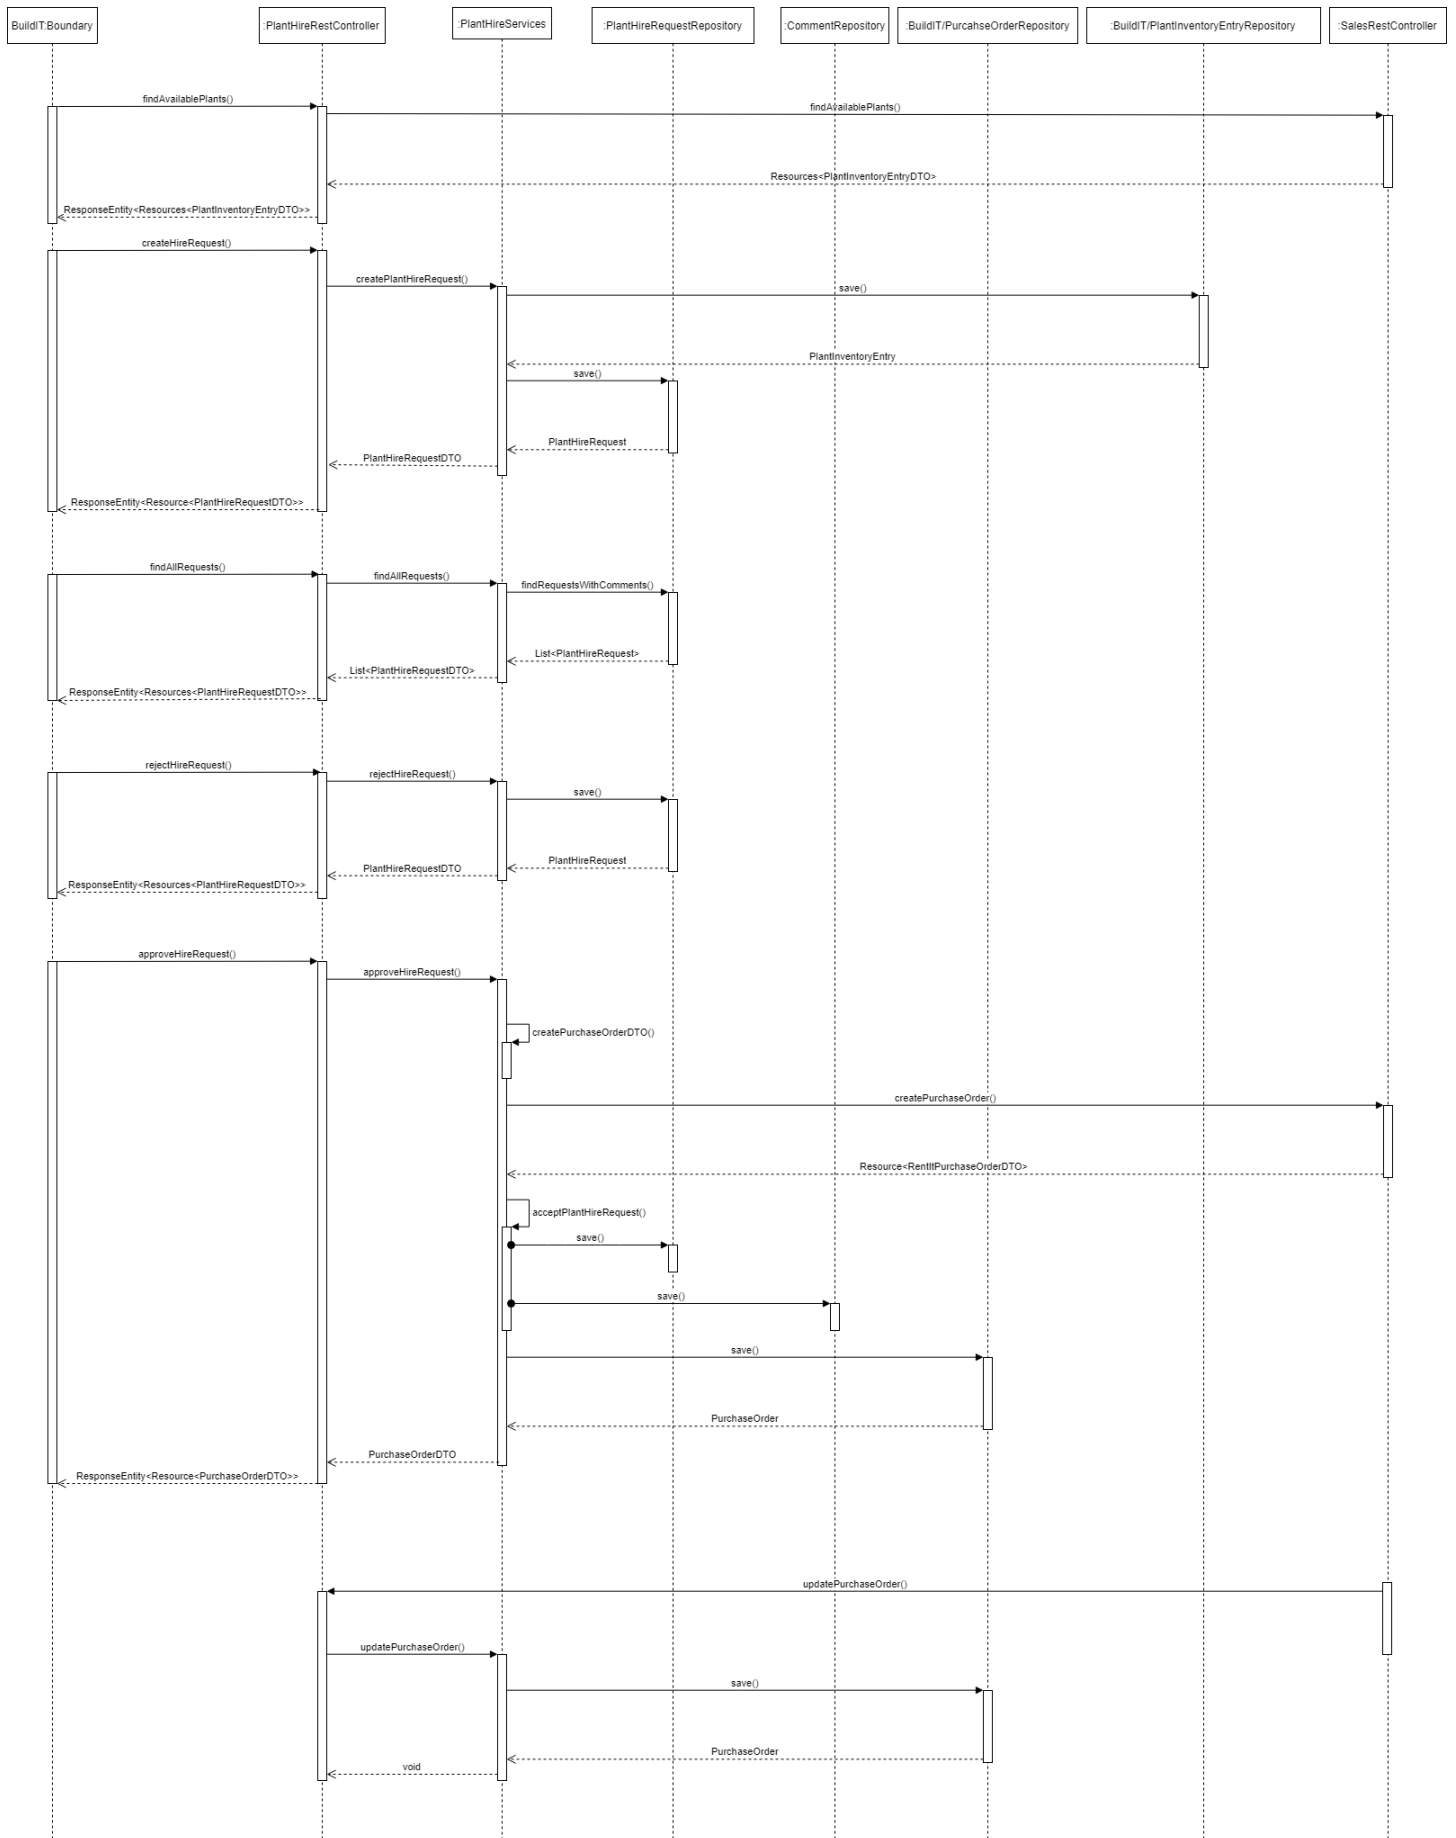 BuildIT:Boundary
:PlantHireRestController
:PlantHireServices
:PlantHireRequestRepository
:CommentRepository
:BuildIT/PurcahseOrderRepository
:BuildIT/PlantInventoryEntryRepository
:SalesRestController
findAvailablePlants()
findAvailablePlants()
Resources<PlantInventoryEntryDTO>
ResponseEntity<Resources<PlantInventoryEntryDTO>>
createHireRequest()
createPlantHireRequest()
save()
PlantInventoryEntry
save()
PlantHireRequest
PlantHireRequestDTO
ResponseEntity<Resource<PlantHireRequestDTO>>
findAllRequests()
findAllRequests()
findRequestsWithComments()
List<PlantHireRequest>
List<PlantHireRequestDTO>
ResponseEntity<Resources<PlantHireRequestDTO>>
rejectHireRequest()
rejectHireRequest()
save()
PlantHireRequest
PlantHireRequestDTO
ResponseEntity<Resources<PlantHireRequestDTO>>
approveHireRequest()
approveHireRequest()
createPurchaseOrderDTO()
createPurchaseOrder()
Resource<RentItPurchaseOrderDTO>
acceptPlantHireRequest()
save()
save()
save()
PurchaseOrder
PurchaseOrderDTO
ResponseEntity<Resource<PurchaseOrderDTO>>
updatePurchaseOrder()
updatePurchaseOrder()
save()
PurchaseOrder
void